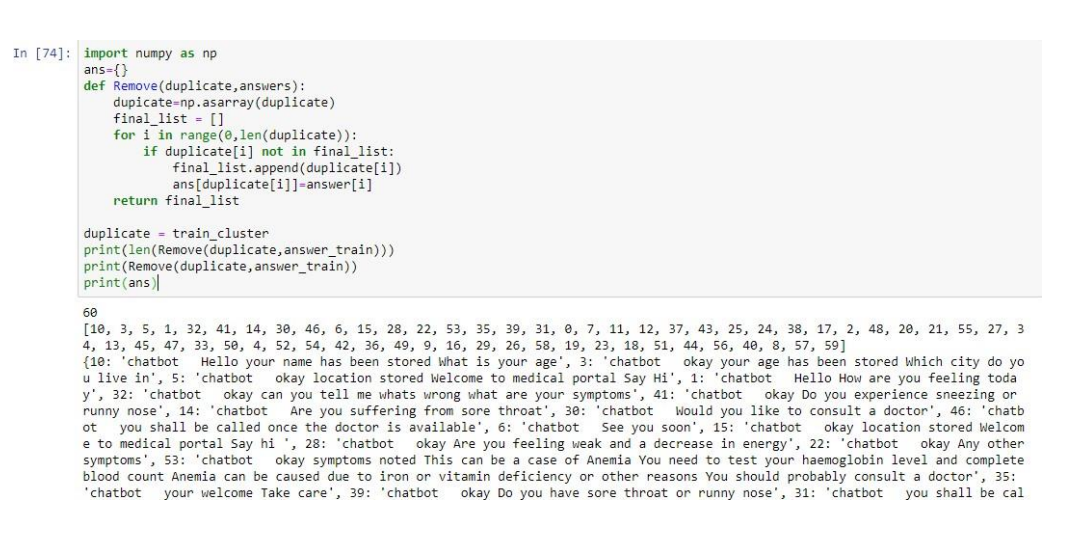 In [74]: import numpy as np
ans={}
def Remove(duplicate,answers):
    dupicate=np.asarray(duplicate)
    final_list = []
    for i in range(0,len(duplicate)):
        if duplicate[i] not in final_list:
            final_list.append(duplicate[i])
            ans[duplicate[i]]=answer[i]
    return final_list

duplicate = train_cluster
print(len(Remove(duplicate,answer_train)))
print(Remove(duplicate,answer_train))
print(ans)
60
[10, 3, 5, 1, 32, 41, 14, 30, 46, 6, 15, 28, 22, 53, 35, 39, 31, 0, 7, 11, 12, 37, 43, 25, 24, 38, 17, 2, 48, 20, 21, 55, 27, 3
4, 13, 45, 47, 33, 50, 4, 52, 54, 42, 36, 49, 9, 16, 29, 26, 58, 19, 23, 18, 51, 44, 56, 40, 8, 57, 59]
{10: 'chatbot   Hello your name has been stored What is your age', 3: 'chatbot   okay your age has been stored Which city do yo
u live in', 5: 'chatbot   okay location stored Welcome to medical portal Say Hi', 1: 'chatbot   Hello How are you feeling toda
y', 32: 'chatbot   okay can you tell me whats wrong what are your symptoms', 41: 'chatbot   okay Do you experience sneezing or
runny nose', 14: 'chatbot   Are you suffering from sore throat', 30: 'chatbot   Would you like to consult a doctor', 46: 'chatb
ot   you shall be called once the doctor is available', 6: 'chatbot   See you soon', 15: 'chatbot   okay location stored Welcom
e to medical portal Say hi ', 28: 'chatbot   okay Are you feeling weak and a decrease in energy', 22: 'chatbot   okay Any other
symptoms', 53: 'chatbot   okay symptoms noted This can be a case of Anemia You need to test your haemoglobin level and complete
blood count Anemia can be caused due to iron or vitamin deficiency or other reasons You should probably consult a doctor', 35:
'chatbot   your welcome Take care', 39: 'chatbot   okay Do you have sore throat or runny nose', 31: 'chatbot   you shall be cal